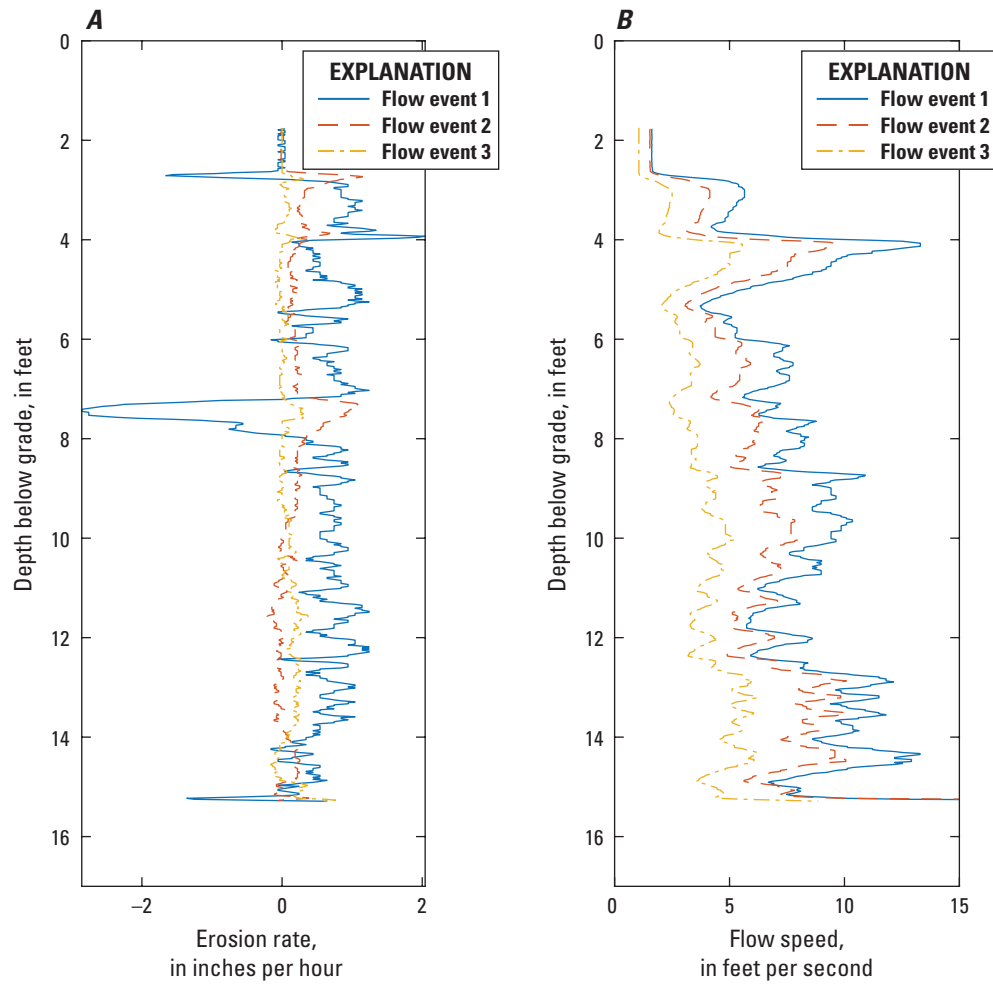 A
0
2
4
6
8
10
12
14
16
Depth below grade, in feet
EXPLANATION
Flow event 1
Flow event 2
Flow event 3
−2
0
2
Erosion rate,
in inches per hour
B
0
2
4
6
8
10
12
14
16
Depth below grade, in feet
EXPLANATION
Flow event 1
Flow event 2
Flow event 3
0
5
10
15
Flow speed,
in feet per second